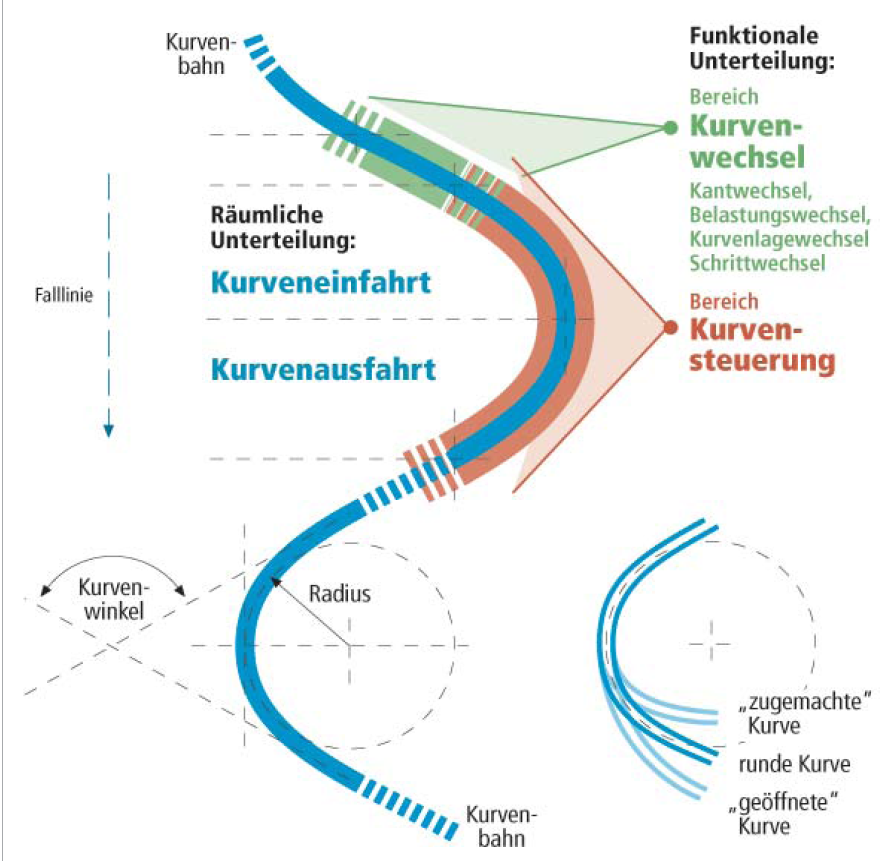 Kurven-
bahn
Funktionale
Unterteilung:
Bereich
Kurven-
wechsel
Kantwechsel,
Belastungswechsel,
Kurvenlagewechsel
Schrittwechsel
Räumliche
Unterteilung:
Kurveneinfahrt
Falllinie
Bereich
Kurven-
steuerung
Kurvenausfahrt
Kurven-
winkel
Radius
„zugemachte“
Kurve
runde Kurve
„geöffnete“
Kurve
Kurven-
bahn